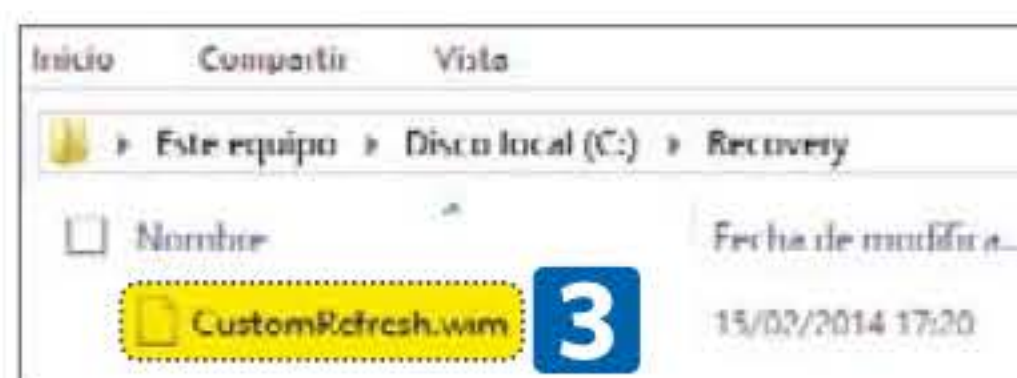 Inicio Compartir Vista
Este equipo Disco local (C:) Recovery
Nombre Fecha de modifica...
CustomRefresh.wim 3 15/02/2014 17:20